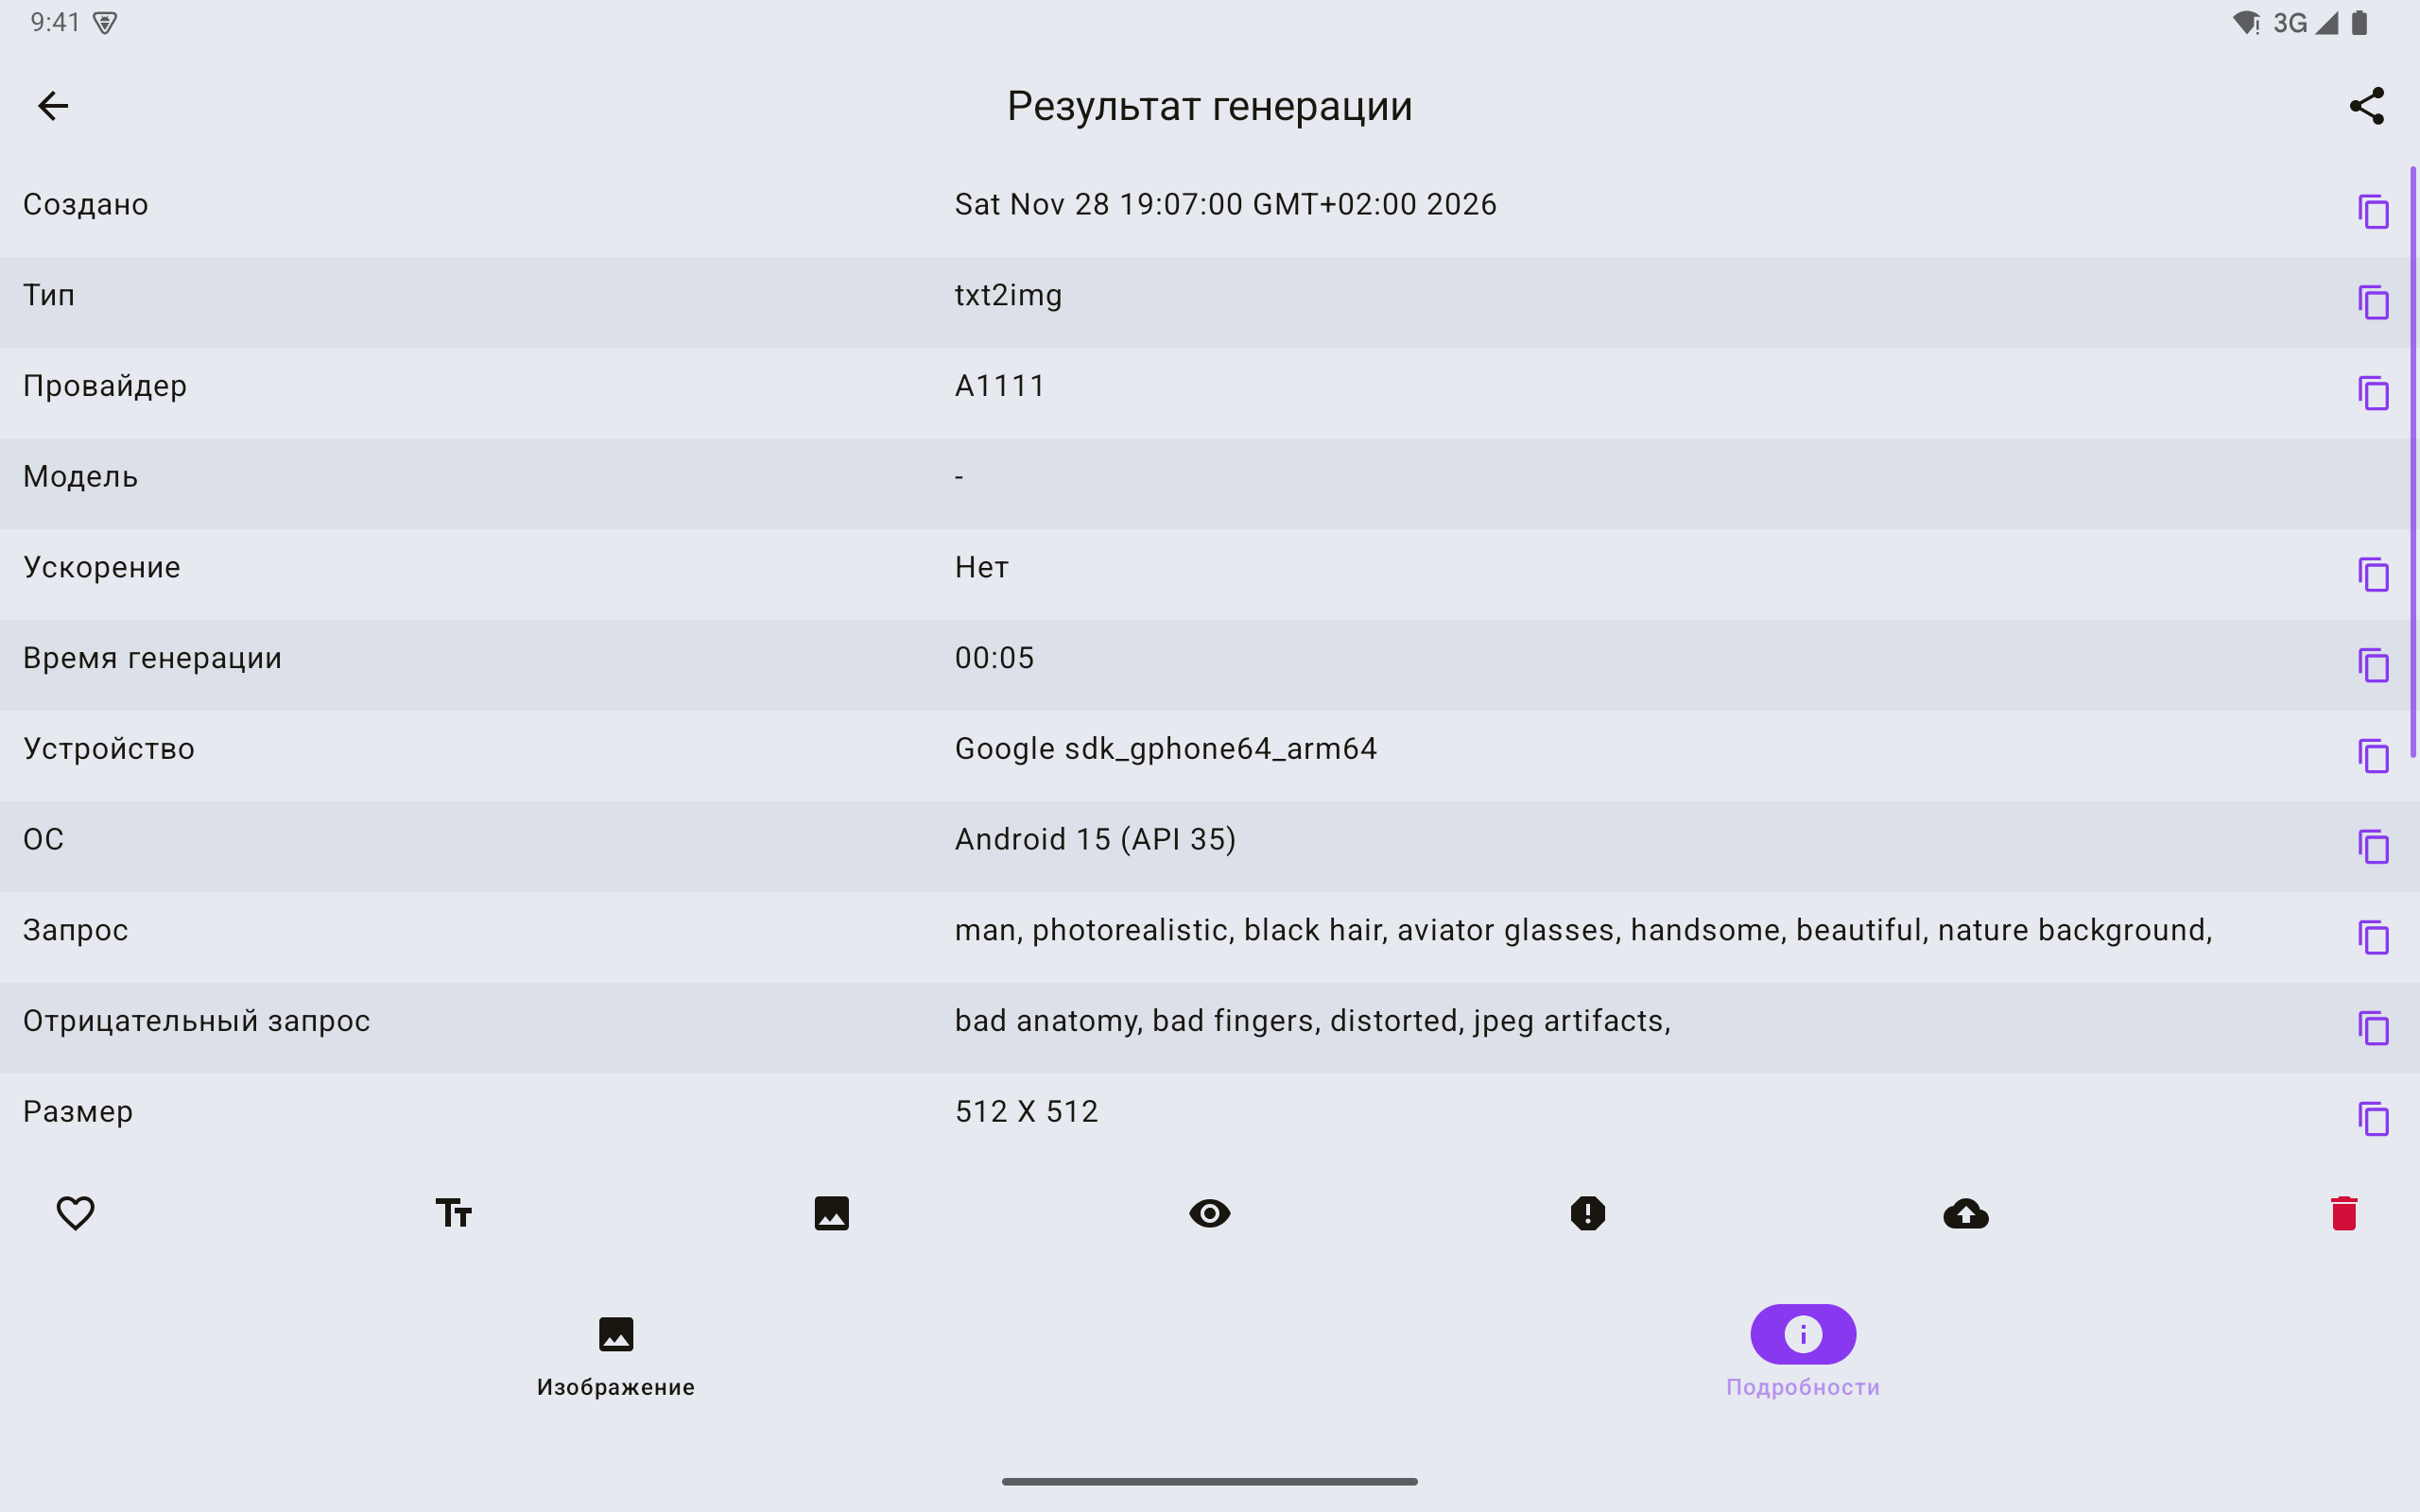 9:41
3G
Результат генерации
Создано Sat Nov 28 19:07:00 GMT+02:00 2026
Тип txt2img
Провайдер A1111
Модель -
Ускорение Нет
Время генерации 00:05
Устройство Google sdk_gphone64_arm64
ОС Android 15 (API 35)
Запрос man, photorealistic, black hair, aviator glasses, handsome, beautiful, nature background,
Отрицательный запрос bad anatomy, bad fingers, distorted, jpeg artifacts,
Размер 512 X 512
Изображение
Подробности